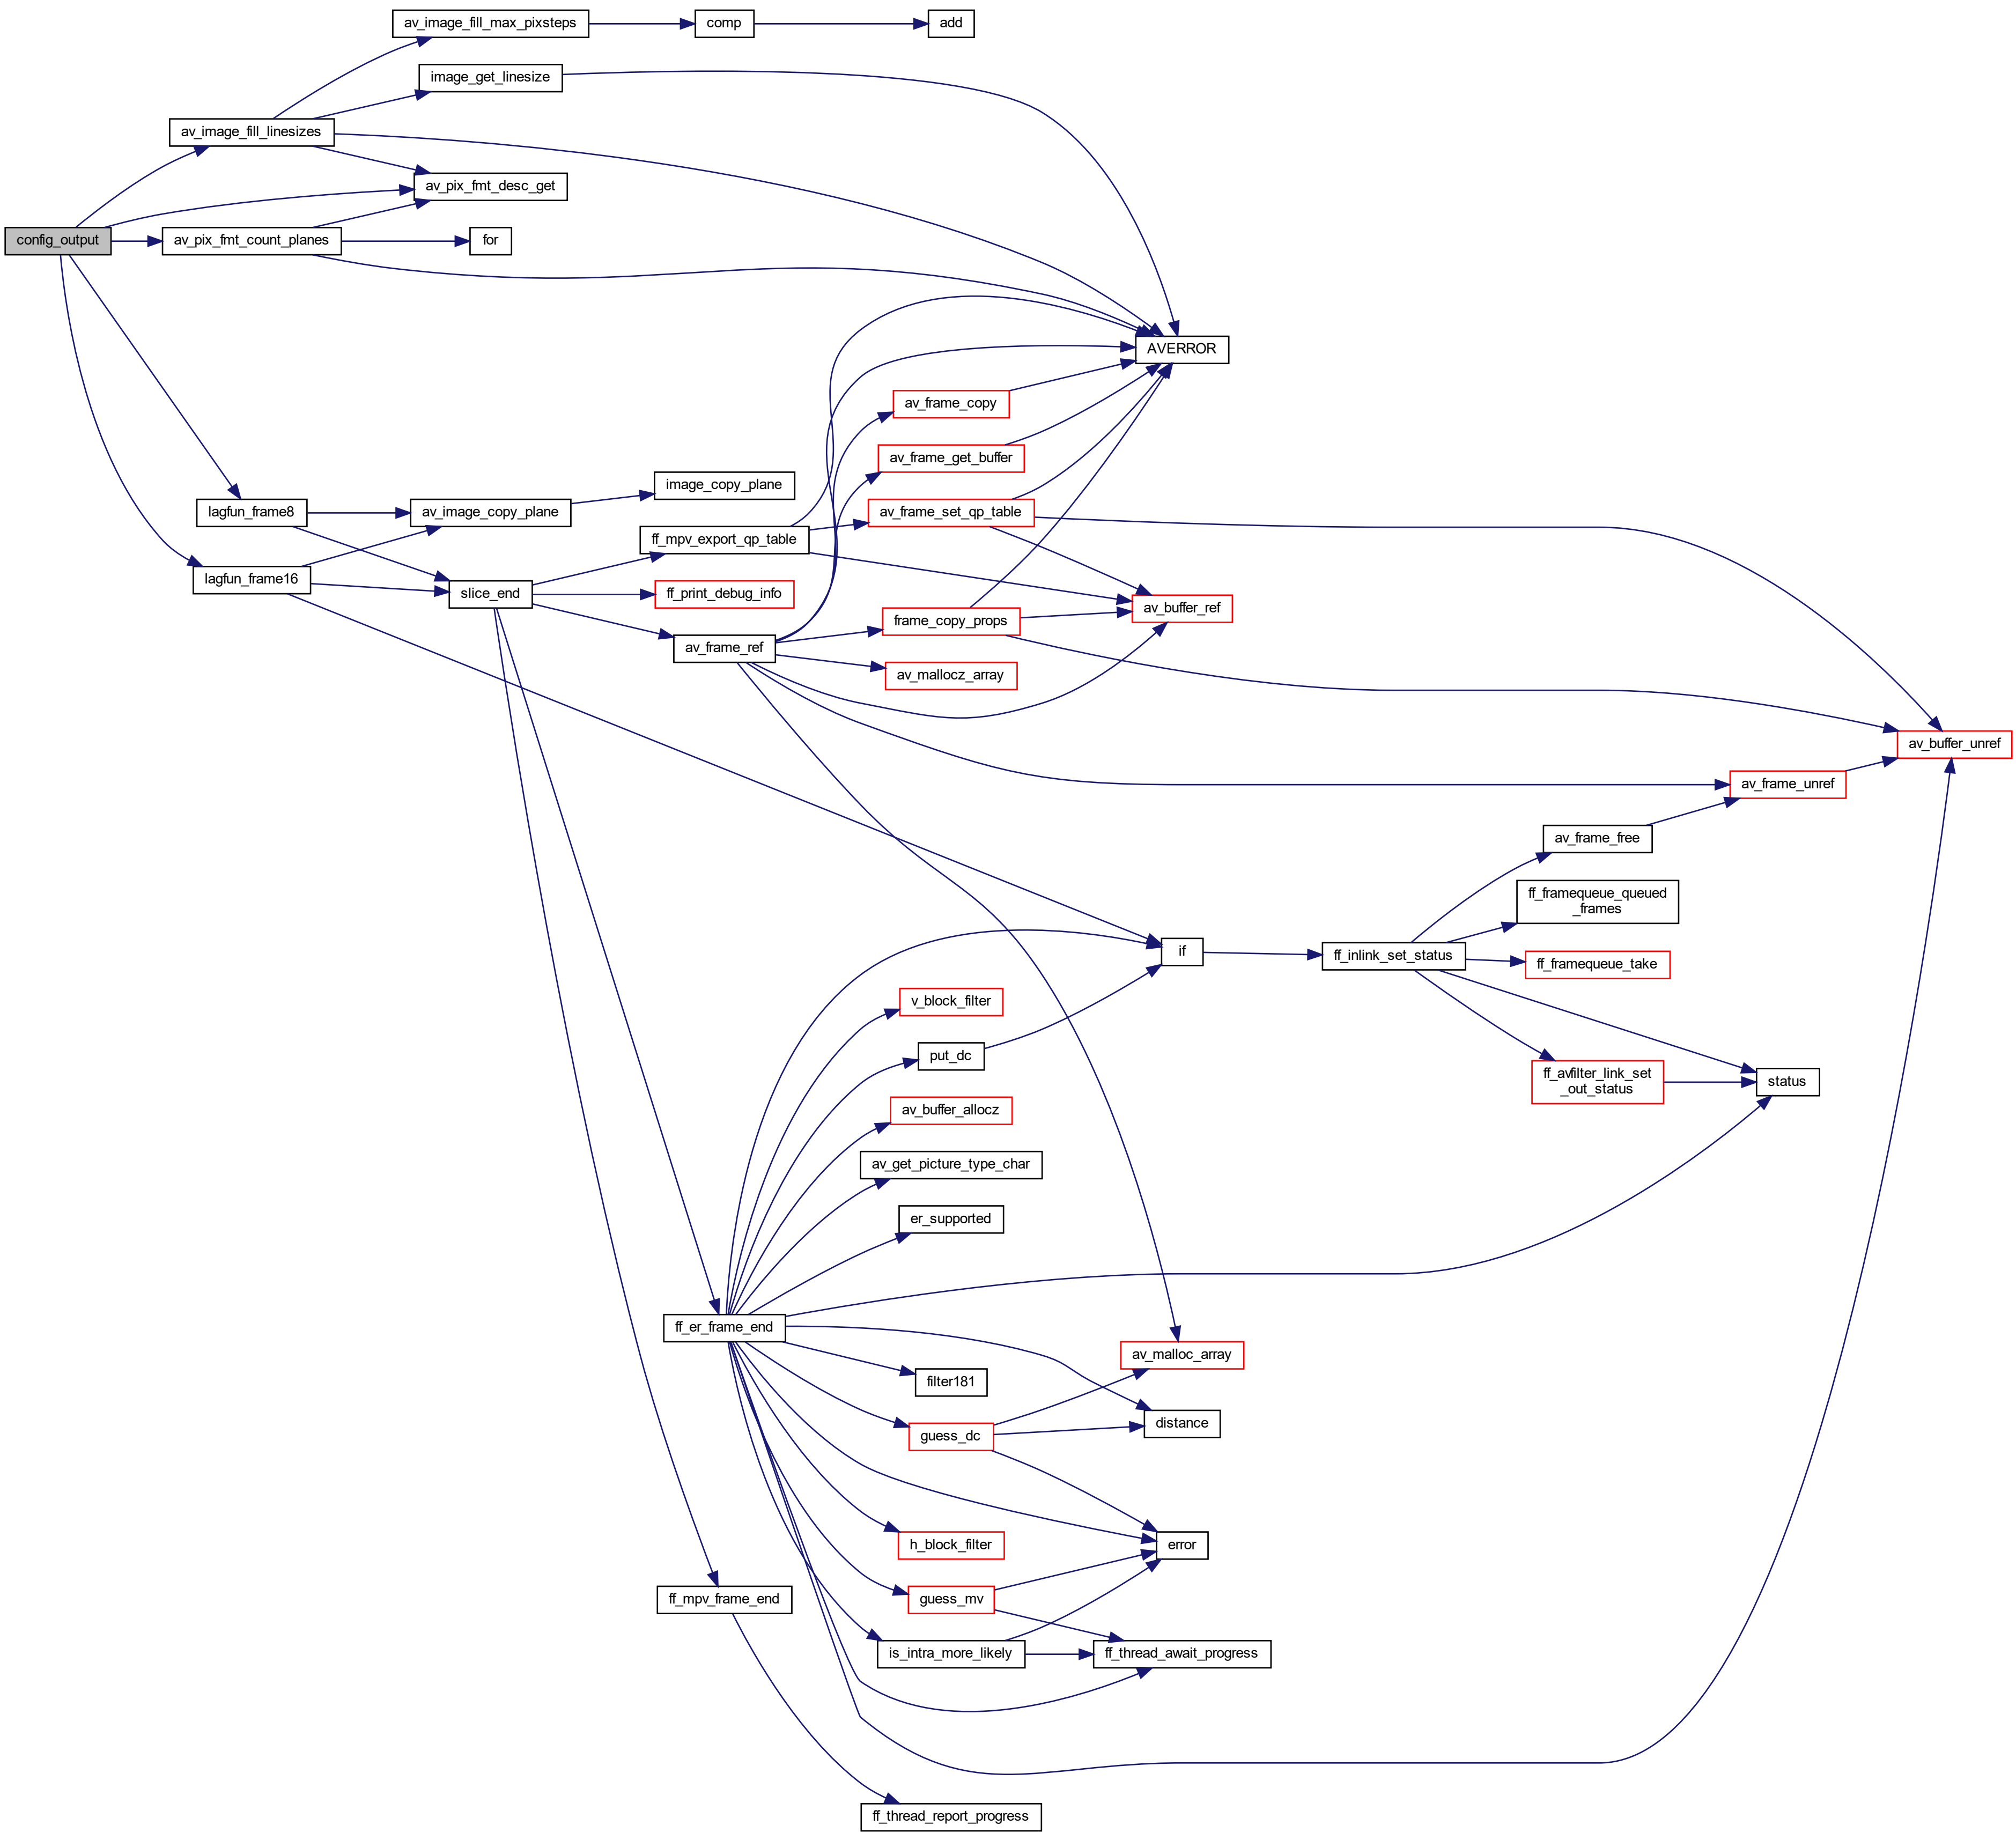 av_image_fill_max_pixsteps
comp
add
image_get_linesize
av_image_fill_linesizes
av_pix_fmt_desc_get
config_output
av_pix_fmt_count_planes
for
AVERROR
av_frame_copy
av_frame_get_buffer
image_copy_plane
lagfun_frame8
av_image_copy_plane
av_frame_set_qp_table
ff_mpv_export_qp_table
lagfun_frame16
slice_end
ff_print_debug_info
av_buffer_ref
frame_copy_props
av_frame_ref
av_mallocz_array
av_buffer_unref
av_frame_unref
av_frame_free
ff_framequeue_queued
_frames
if
ff_inlink_set_status
ff_framequeue_take
v_block_filter
put_dc
ff_avfilter_link_set
_out_status
status
av_buffer_allocz
av_get_picture_type_char
er_supported
ff_er_frame_end
av_malloc_array
filter181
distance
guess_dc
h_block_filter
error
ff_mpv_frame_end
guess_mv
is_intra_more_likely
ff_thread_await_progress
ff_thread_report_progress